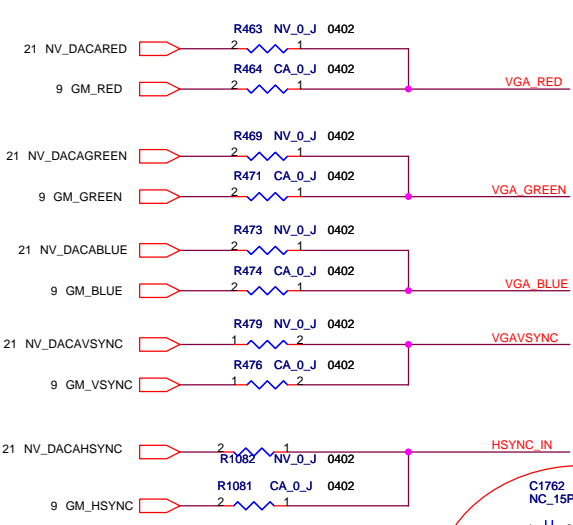 R463 NV_0_J 0402
21 NV_DACARED 2 1
R464 CA_0_J 0402
9 GM_RED 2 1 VGA_RED
R469 NV_0_J 0402
21 NV_DACAGREEN 2 1
R471 CA_0_J 0402
9 GM_GREEN 2 1 VGA_GREEN
R473 NV_0_J 0402
21 NV_DACABLUE 2 1
R474 CA_0_J 0402
9 GM_BLUE 2 1 VGA_BLUE
R479 NV_0_J 0402
21 NV_DACAVSYNC 1 2 VGAVSYNC
R476 CA_0_J 0402
9 GM_VSYNC 1 2
21 NV_DACAHSYNC 2 1 HSYNC_IN
R1082 NV_0_J 0402
R1081 CA_0_J 0402
9 GM_HSYNC 2 1
C1762
NC_15P